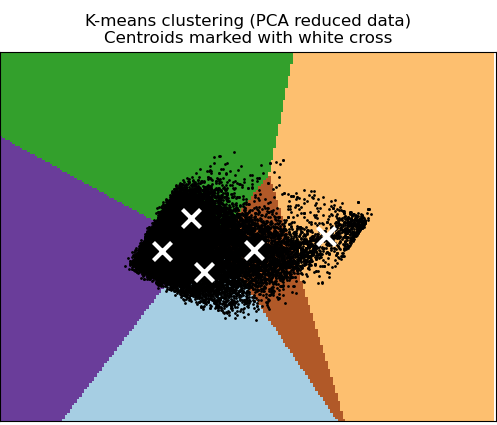 K-means clustering (PCA reduced data)
Centroids marked with white cross